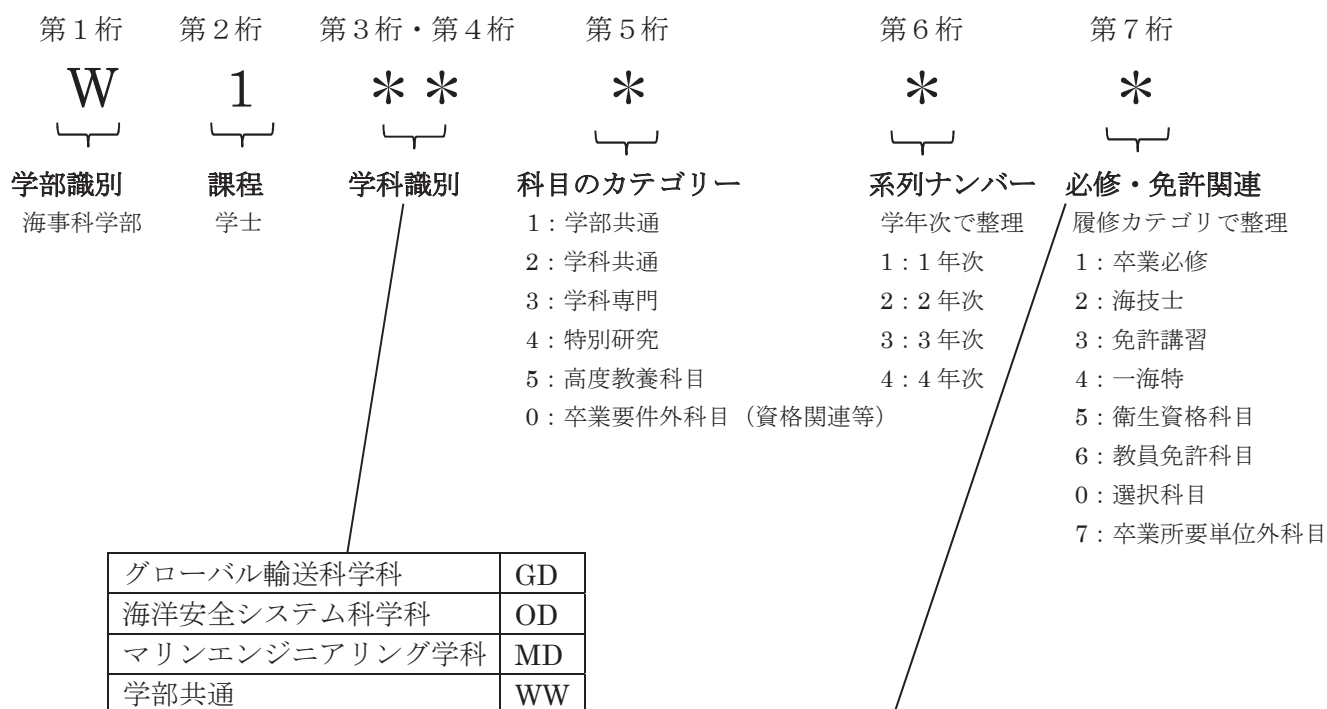 第1桁 第2桁 第3桁・第4桁 第5桁 第6桁 第7桁
W 1 ＊＊ ＊ ＊ ＊
学部識別 課程 学科識別 科目のカテゴリー 系列ナンバー 必修・免許関連
海事科学部 学士 1：学部共通 学年次で整理 履修カテゴリで整理
2：学科共通 1：1年次 1：卒業必修
3：学科専門 2：2年次 2：海技士
4：特別研究 3：3年次 3：免許講習
5：高度教養科目 4：4年次 4：一海特
0：卒業要件外科目（資格関連等） 5：衛生資格科目
6：教員免許科目
0：選択科目
7：卒業所要単位外科目
グローバル輸送科学科 GD
海洋安全システム科学科 OD
マリンエンジニアリング学科 MD
学部共通 WW